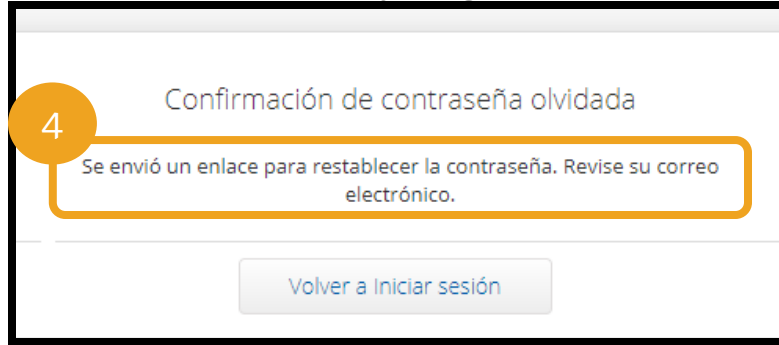 Confirmación de contraseña olvidada
4
Se envió un enlace para restablecer la contraseña. Revise su correo
electrónico.
Volver a Iniciar sesión